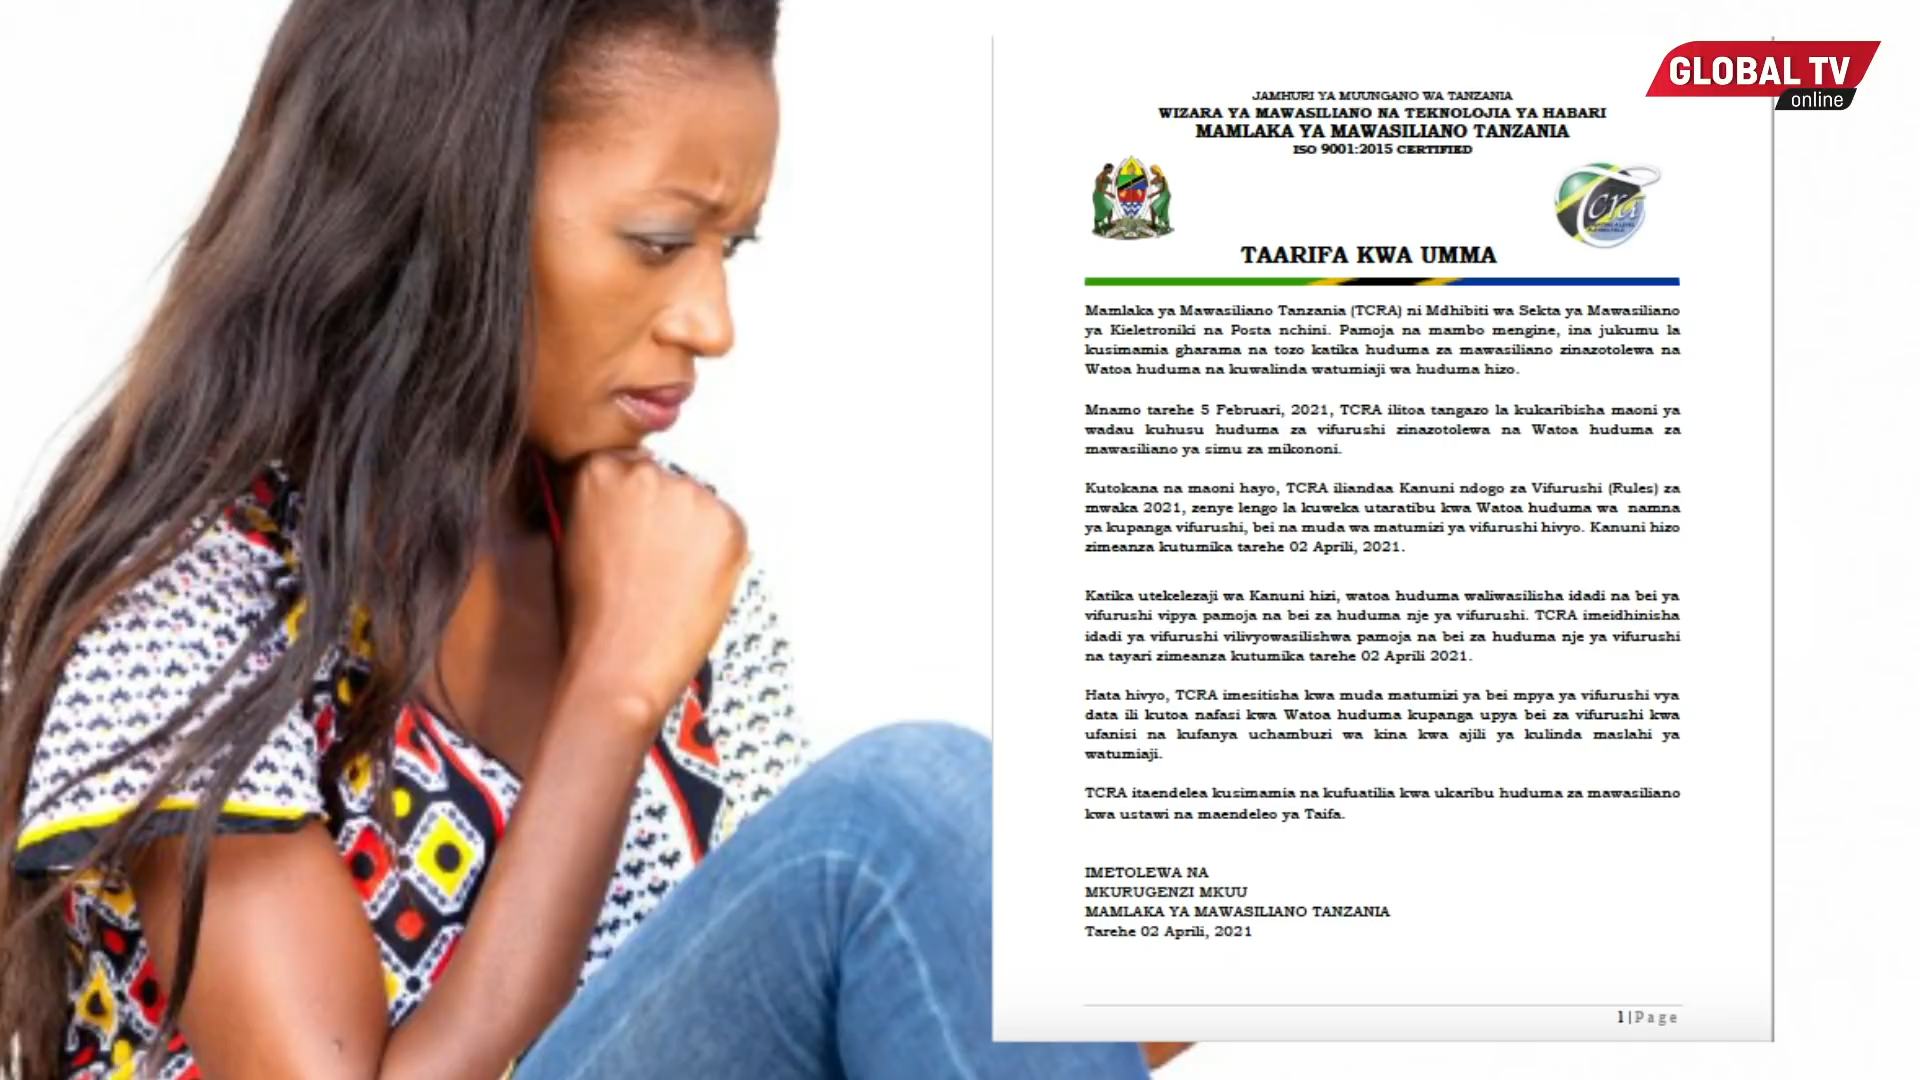 GLOBAL TV
online
JAMHURI YA MUUNGANO WA TANZANIA
WIZARA YA MAWASILIANO NA TEKNOLOJIA YA HABARI
MAMLAKA YA MAWASILIANO TANZANIA
ISO 9001:2015 CERTIFIED
TAARIFA KWA UMMA
Mamlaka ya Mawasiliano Tanzania (TCRA) ni Mdhibiti wa Sekta ya Mawasiliano
ya Kieletroniki na Posta nchini. Pamoja na mambo mengine, ina jukumu la
kusimamia gharama na tozo katika huduma za mawasiliano zinazotolewa na
Watoa huduma na kuwalinda watumiaji wa huduma hizo.
Mnamo tarehe 5 Februari, 2021, TCRA ilitoa tangazo la kukaribisha maoni ya
wadau kuhusu huduma za vifurushi zinazotolewa na Watoa huduma za
mawasiliano ya simu za mikononi.
Kutokana na maoni hayo, TCRA iliandaa Kanuni ndogo za Vifurushi (Rules) za
mwaka 2021, zenye lengo la kuweka utaratibu kwa Watoa huduma wa namna
ya kupanga vifurushi, bei na muda wa matumizi ya vifurushi hivyo. Kanuni hizo
zimeanza kutumika tarehe 02 Aprili, 2021.
Katika utekelezaji wa Kanuni hizi, watoa huduma waliwasilisha idadi na bei ya
vifurushi vipya pamoja na bei za huduma nje ya vifurushi. TCRA imeidhinisha
idadi ya vifurushi vilivyowasilishwa pamoja na bei za huduma nje ya vifurushi
na tayari zimeanza kutumika tarehe 02 Aprili 2021.
Hata hivyo, TCRA imesitisha kwa muda matumizi ya bei mpya ya vifurushi vya
data ili kutoa nafasi kwa Watoa huduma kupanga upya bei za vifurushi kwa
ufanisi na kufanya uchambuzi wa kina kwa ajili ya kulinda maslahi ya
watumiaji.
TCRA itaendelea kusimamia na kufuatilia kwa ukaribu huduma za mawasiliano
kwa ustawi na maendeleo ya Taifa.
IMETOLEWA NA
MKURUGENZI MKUU
MAMLAKA YA MAWASILIANO TANZANIA
Tarehe 02 Aprili, 2021
1|Page